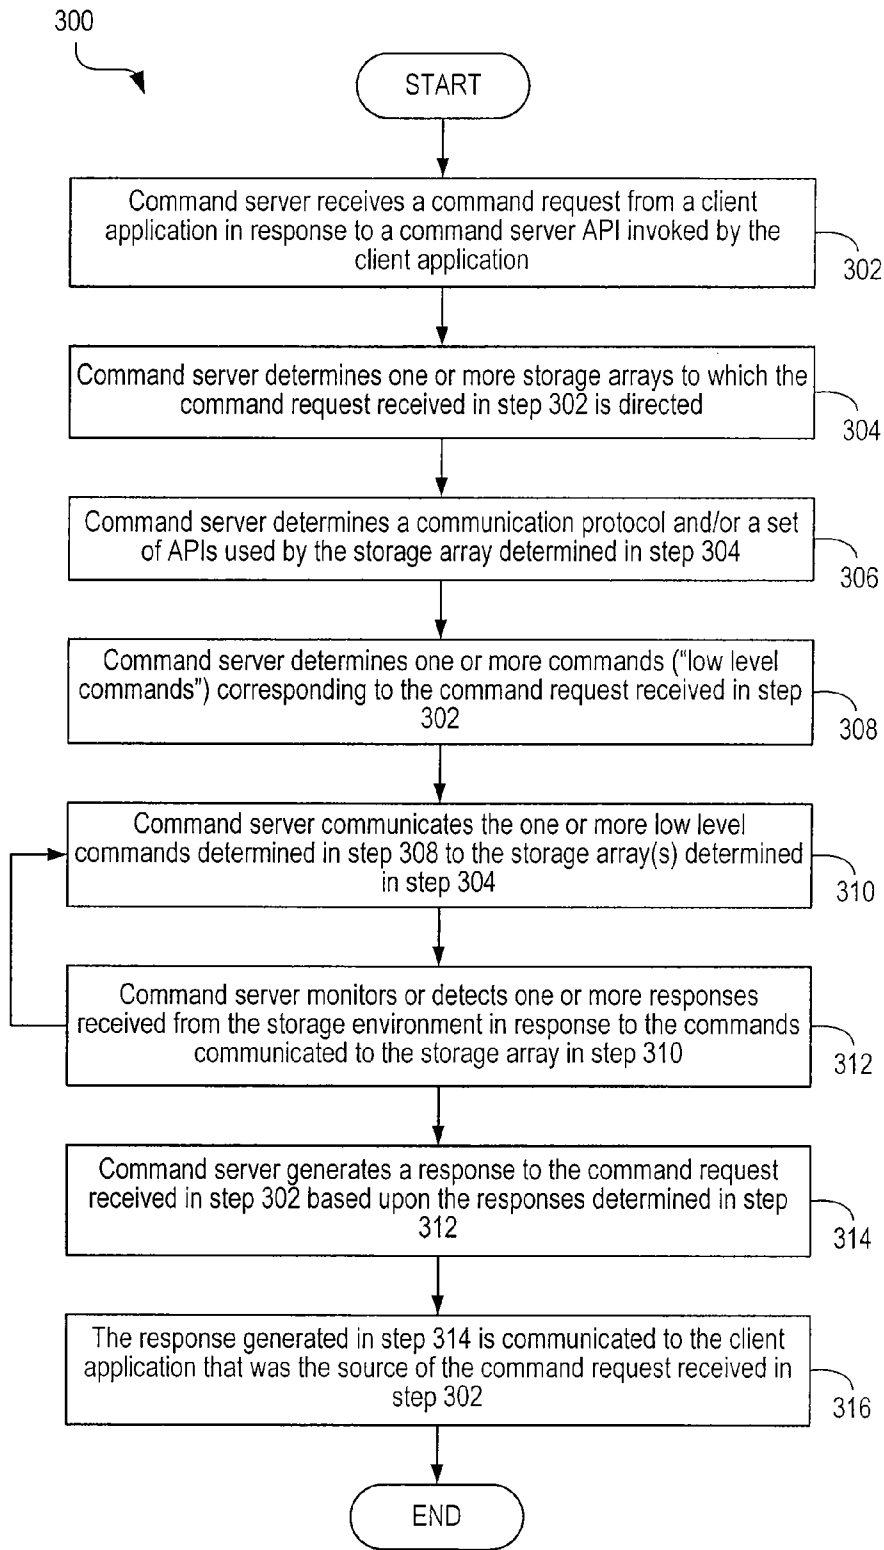 300
START
Command server receives a command request from a client
application in response to a command server API invoked by the
client application
302
Command server determines one or more storage arrays to which the
command request received in step 302 is directed
304
Command server determines a communication protocol and/or a set
of APIs used by the storage array determined in step 304
306
Command server determines one or more commands (“low level
commands”) corresponding to the command request received in step
302
308
Command server communicates the one or more low level
commands determined in step 308 to the storage array(s) determined
in step 304
310
Command server monitors or detects one or more responses
received from the storage environment in response to the commands
communicated to the storage array in step 310
312
Command server generates a response to the command request
received in step 302 based upon the responses determined in step
312
314
The response generated in step 314 is communicated to the client
application that was the source of the command request received in
step 302
316
END